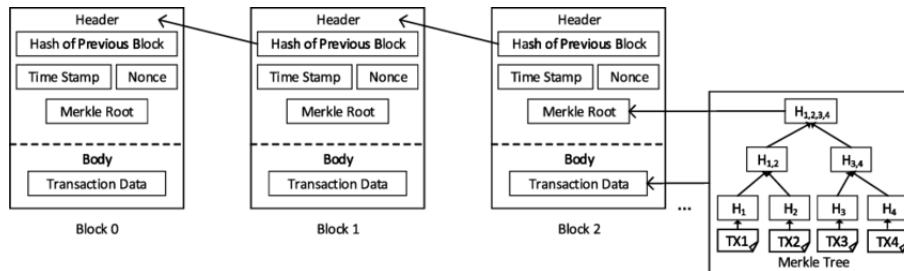 Header
Hash of Previous Block
Time Stamp
Nonce
Merkle Root
Body
Transaction Data
Block 0
Header
Hash of Previous Block
Time Stamp
Nonce
Merkle Root
Body
Transaction Data
Block 1
Header
Hash of Previous Block
Time Stamp
Nonce
Merkle Root
Body
Transaction Data
Block 2
...
H1,2,3,4
H1,2 H3,4
H1 H2 H3 H4
TX1 TX2 TX3 TX4
Merkle Tree